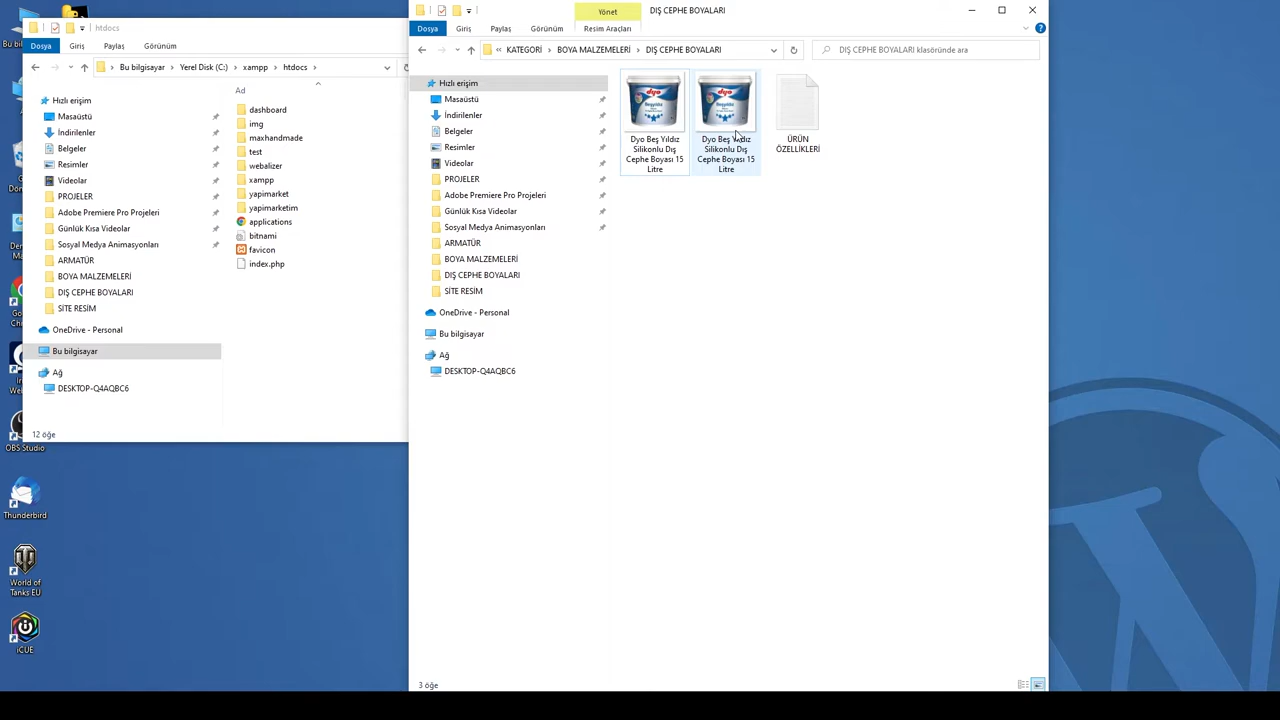 htdocs
Dosya Giriş Paylaş Görünüm
Bu bilgisayar Yerel Disk (C:) xampp htdocs
Ad
Hızlı erişim
Masaüstü
İndirilenler
Belgeler
Resimler
Videolar
PROJELER
Adobe Premiere Pro Projeleri
Günlük Kısa Videolar
Sosyal Medya Animasyonları
ARMATÜR
BOYA MALZEMELERİ
DIŞ CEPHE BOYALARI
SİTE RESİM
OneDrive - Personal
Bu bilgisayar
Ağ
DESKTOP-Q4AQBC6
dashboard
img
maxhandmade
test
webalizer
xampp
yapimarket
yapimarketim
applications
bitnami
favicon
index.php
12 öğe
Yönet DIŞ CEPHE BOYALARI
Dosya Giriş Paylaş Görünüm Resim Araçları
KATEGORİ BOYA MALZEMELERİ DIŞ CEPHE BOYALARI
DIŞ CEPHE BOYALARI klasöründe ara
Hızlı erişim
Masaüstü
İndirilenler
Belgeler
Resimler
Videolar
PROJELER
Adobe Premiere Pro Projeleri
Günlük Kısa Videolar
Sosyal Medya Animasyonları
ARMATÜR
BOYA MALZEMELERİ
DIŞ CEPHE BOYALARI
SİTE RESİM
OneDrive - Personal
Bu bilgisayar
Ağ
DESKTOP-Q4AQBC6
dyo
Beşyıldız
Dyo Beş Yıldız
Silikonlu Dış
Cephe Boyası 15
Litre
dyo
Beşyıldız
Dyo Beş Yıldız
Silikonlu Dış
Cephe Boyası 15
Litre
ÜRÜN
ÖZELLİKLERİ
3 öğe
OBS Studio
Thunderbird
World of
Tanks EU
iCUE